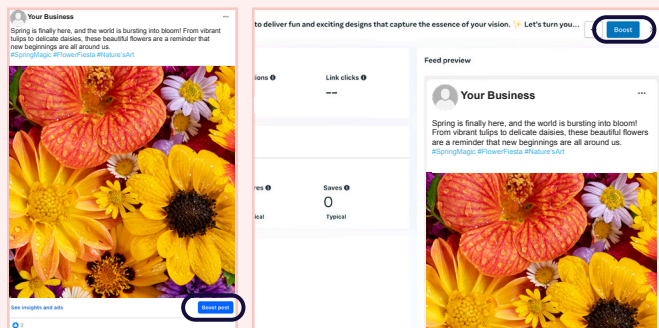 Your Business
...
Spring is finally here, and the world is bursting into bloom! From vibrant
tulips to delicate daisies, these beautiful flowers are a reminder that
new beginnings are all around us.
#SpringMagic #FlowerFiesta #Nature'sArt
See insights and ads
Boost post
2
to deliver fun and exciting designs that capture the essence of your vision. ✨ Let's turn you...
Boost
ions
Link clicks
--
res
Saves
0
ical
Typical
Feed preview
Your Business
...
Spring is finally here, and the world is bursting into bloom!
From vibrant tulips to delicate daisies, these beautiful flowers
are a reminder that new beginnings are all around us.
#SpringMagic #FlowerFiesta #Nature'sArt